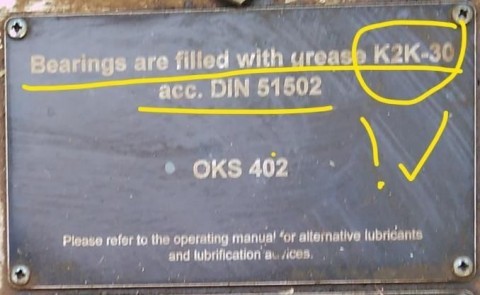 Bearings are filled with grease K2K-30
acc. DIN 51502
OKS 402
Please refer to the operating manual for alternative lubricants
and lubrification